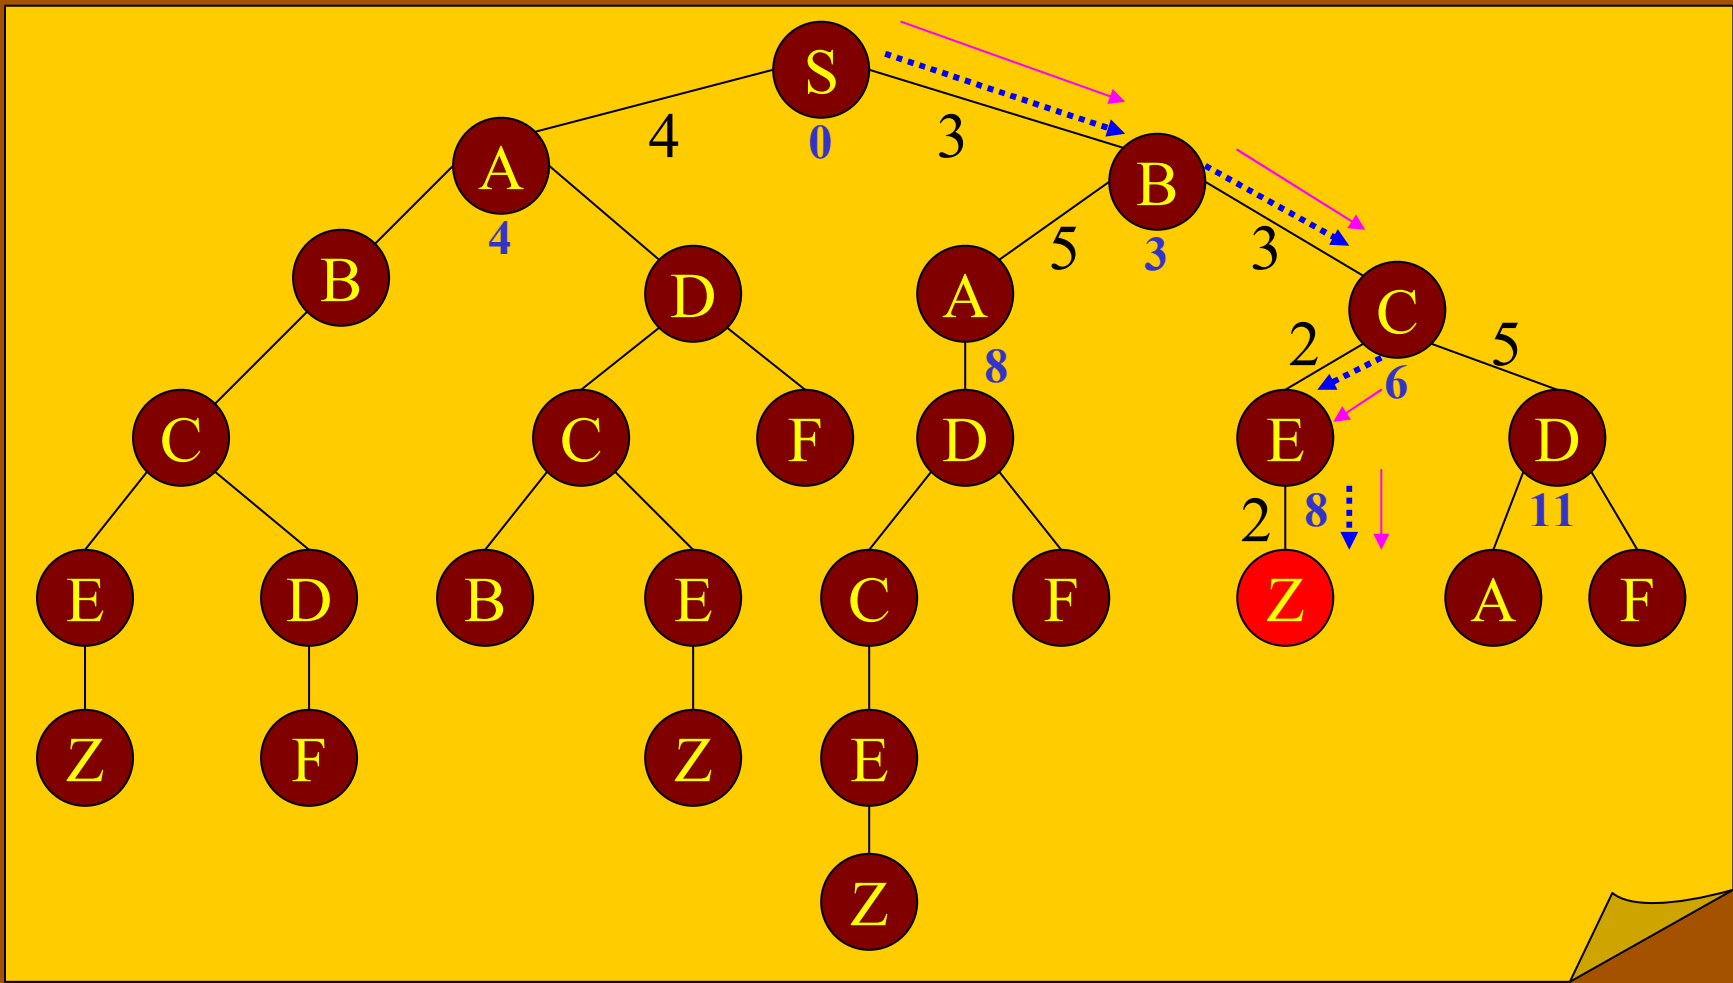 S
4 0 3
A B
4 5 3 3
B D A C
8 2 6 5
C C F D E D
2 8 11
E D B E C F Z A F
Z F Z E
Z